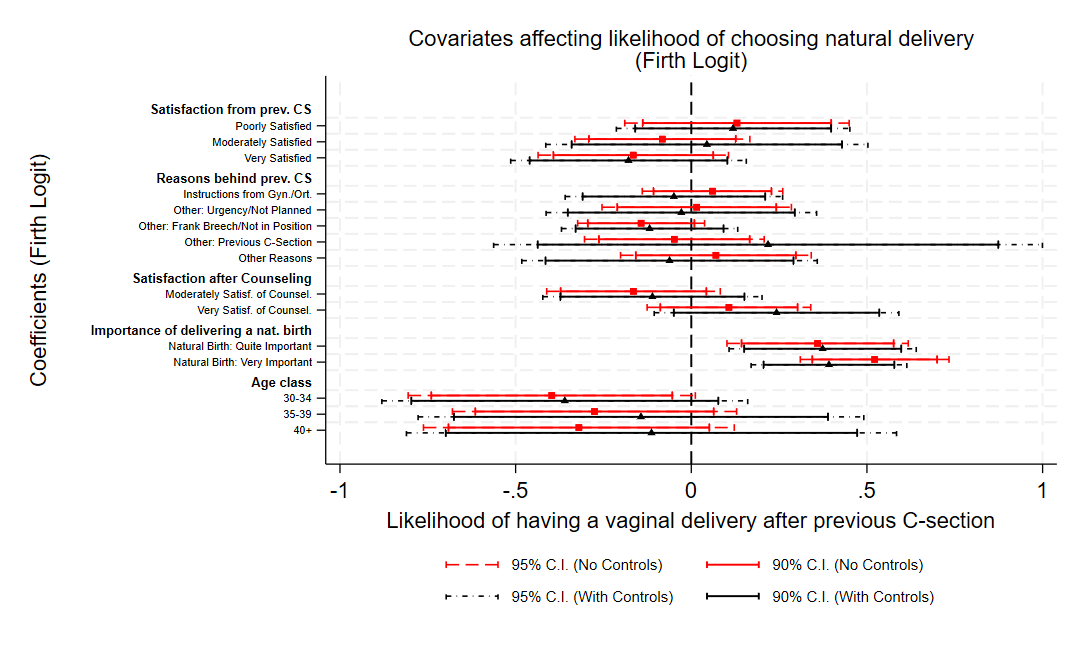 Covariates affecting likelihood of choosing natural delivery
(Firth Logit)
Coefficients (Firth Logit)
Satisfaction from prev. CS
Poorly Satisfied
Moderately Satisfied
Very Satisfied
Reasons behind prev. CS
Instructions from Gyn./Ort.
Other: Urgency/Not Planned
Other: Frank Breech/Not in Position
Other: Previous C-Section
Other Reasons
Satisfaction after Counseling
Moderately Satisf. of Counsel.
Very Satisf. of Counsel.
Importance of delivering a nat. birth
Natural Birth: Quite Important
Natural Birth: Very Important
Age class
30-34
35-39
40+
-1 -.5 0 .5 1
Likelihood of having a vaginal delivery after previous C-section
95% C.I. (No Controls) 90% C.I. (No Controls)
95% C.I. (With Controls) 90% C.I. (With Controls)